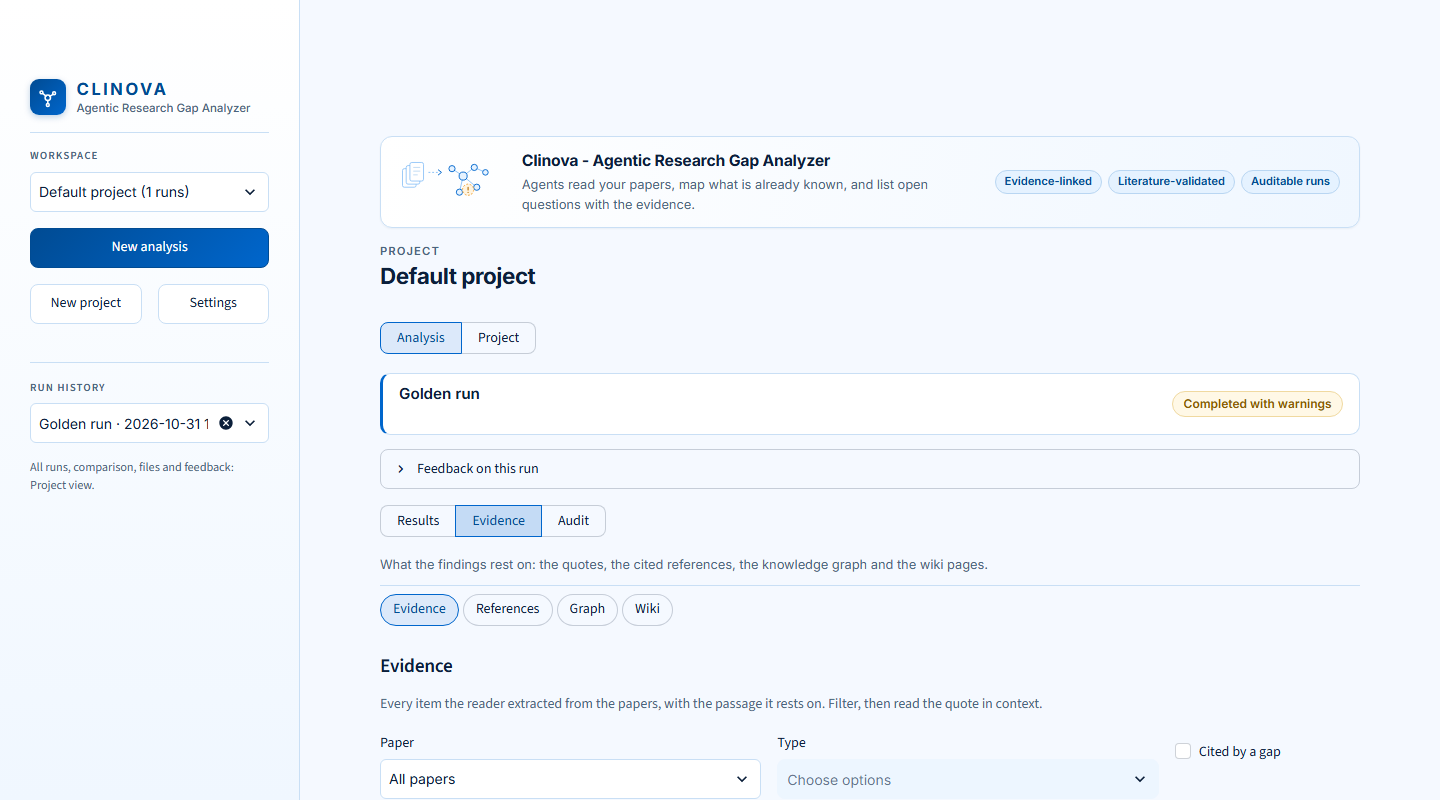 CLINOVA
Agentic Research Gap Analyzer
WORKSPACE
Default project (1 runs)
New analysis
New project
Settings
RUN HISTORY
Golden run · 2026-10-31 1
All runs, comparison, files and feedback:
Project view.
Clinova - Agentic Research Gap Analyzer
Agents read your papers, map what is already known, and list open
questions with the evidence.
Evidence-linked
Literature-validated
Auditable runs
PROJECT
Default project
Analysis
Project
Golden run
Completed with warnings
Feedback on this run
Results
Evidence
Audit
What the findings rest on: the quotes, the cited references, the knowledge graph and the wiki pages.
Evidence
References
Graph
Wiki
Evidence
Every item the reader extracted from the papers, with the passage it rests on. Filter, then read the quote in context.
Paper
Type
Cited by a gap
All papers
Choose options